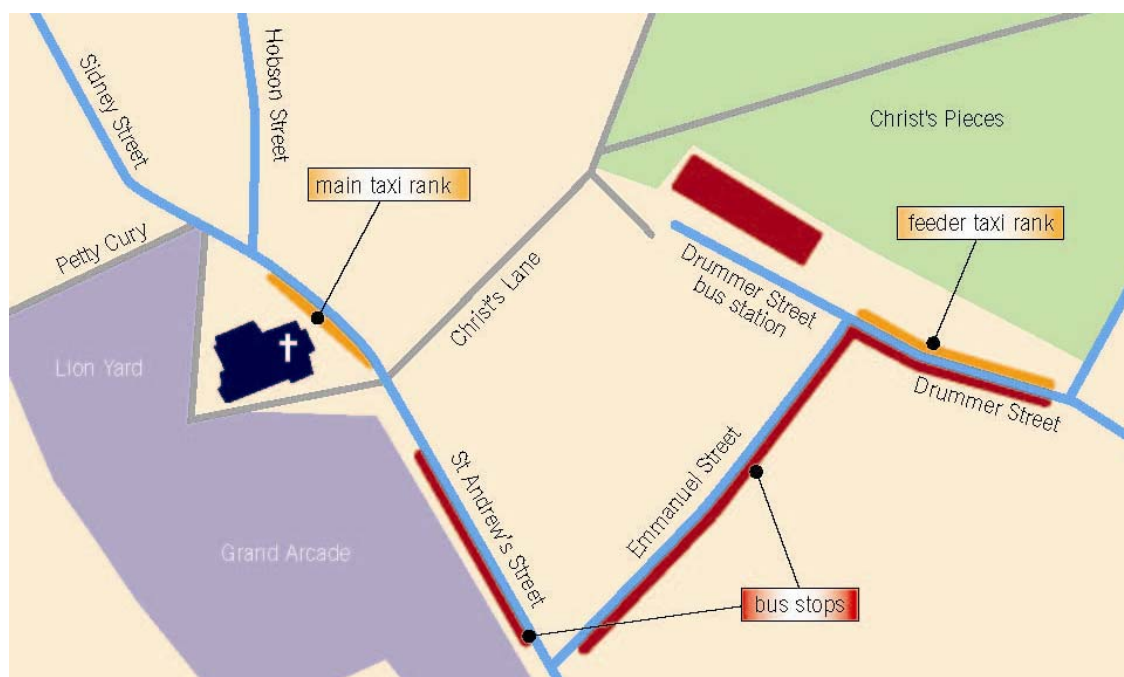 Sidney Street
Hobson Street
Christ's Pieces
main taxi rank
feeder taxi rank
Petty Cury
Christ's Lane
Drummer Street
bus station
Lion Yard
Drummer Street
St Andrew's Street
Emmanuel Street
Grand Arcade
bus stops